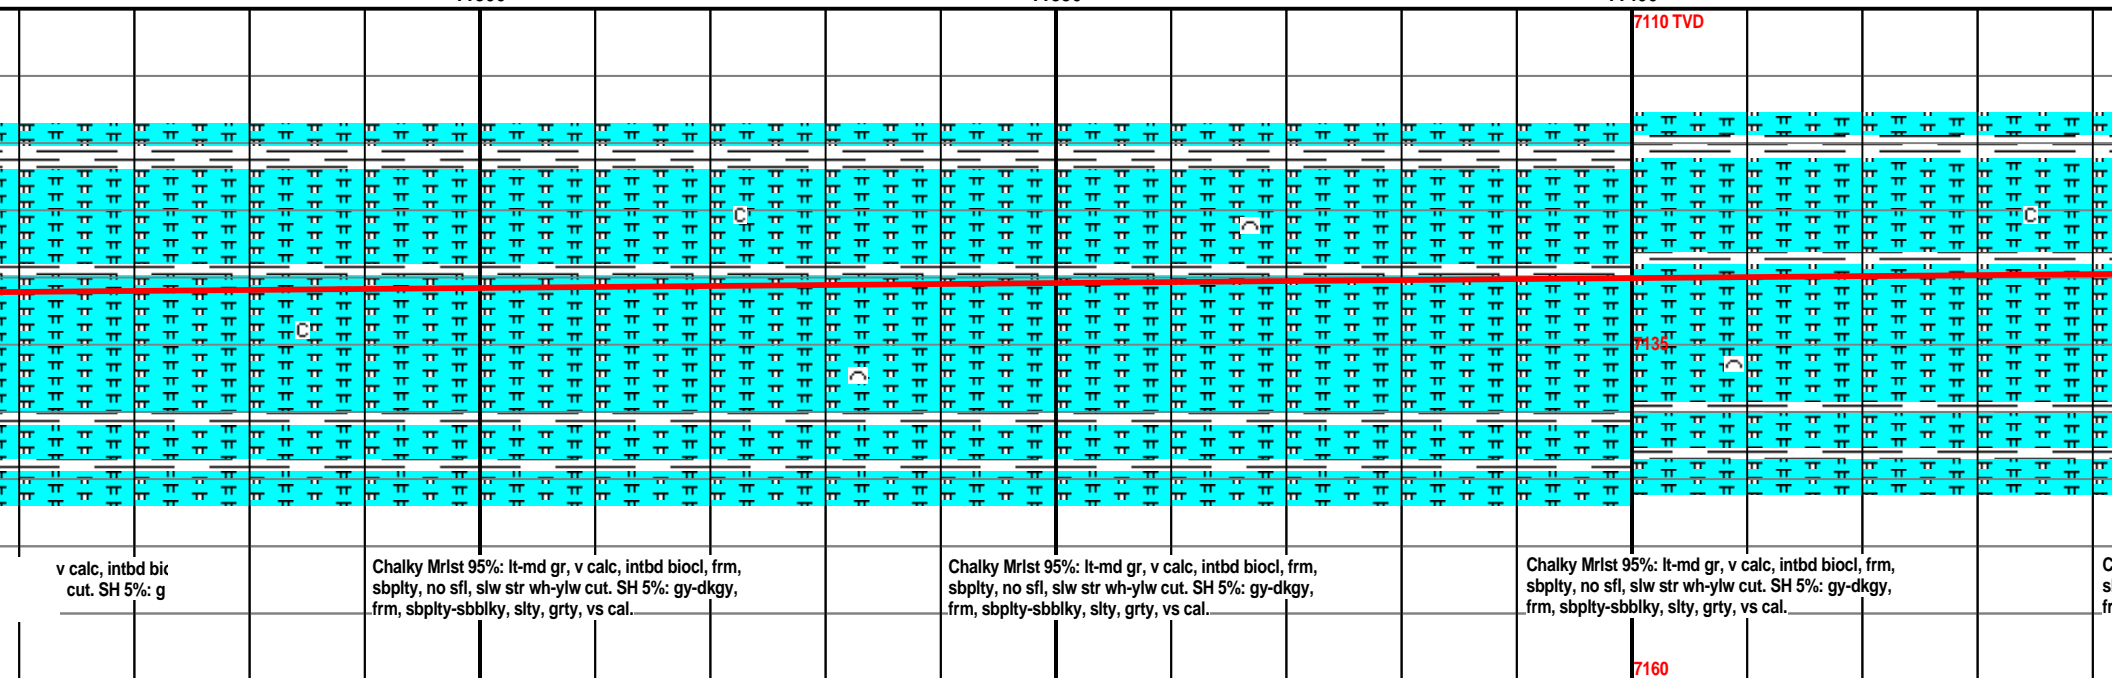 7110 TVD
C
C
C
7135
v calc, intbd bio
cut. SH 5%: g
Chalky Mrlst 95%: lt-md gr, v calc, intbd biocl, frm,
sbplty, no sfl, slw str wh-ylw cut. SH 5%: gy-dkgy,
frm, sbplty-sbblky, slty, grty, vs cal.
Chalky Mrlst 95%: lt-md gr, v calc, intbd biocl, frm,
sbplty, no sfl, slw str wh-ylw cut. SH 5%: gy-dkgy,
frm, sbplty-sbblky, slty, grty, vs cal.
Chalky Mrlst 95%: lt-md gr, v calc, intbd biocl, frm,
sbplty, no sfl, slw str wh-ylw cut. SH 5%: gy-dkgy,
frm, sbplty-sbblky, slty, grty, vs cal.
7160